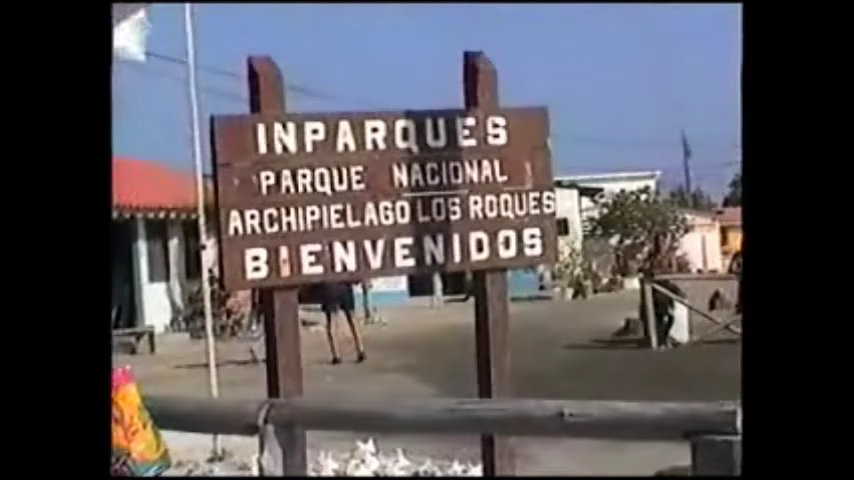 INPARQUES
PARQUE NACIONAL
ARCHIPIELAGO LOS ROQUES
BIENVENIDOS